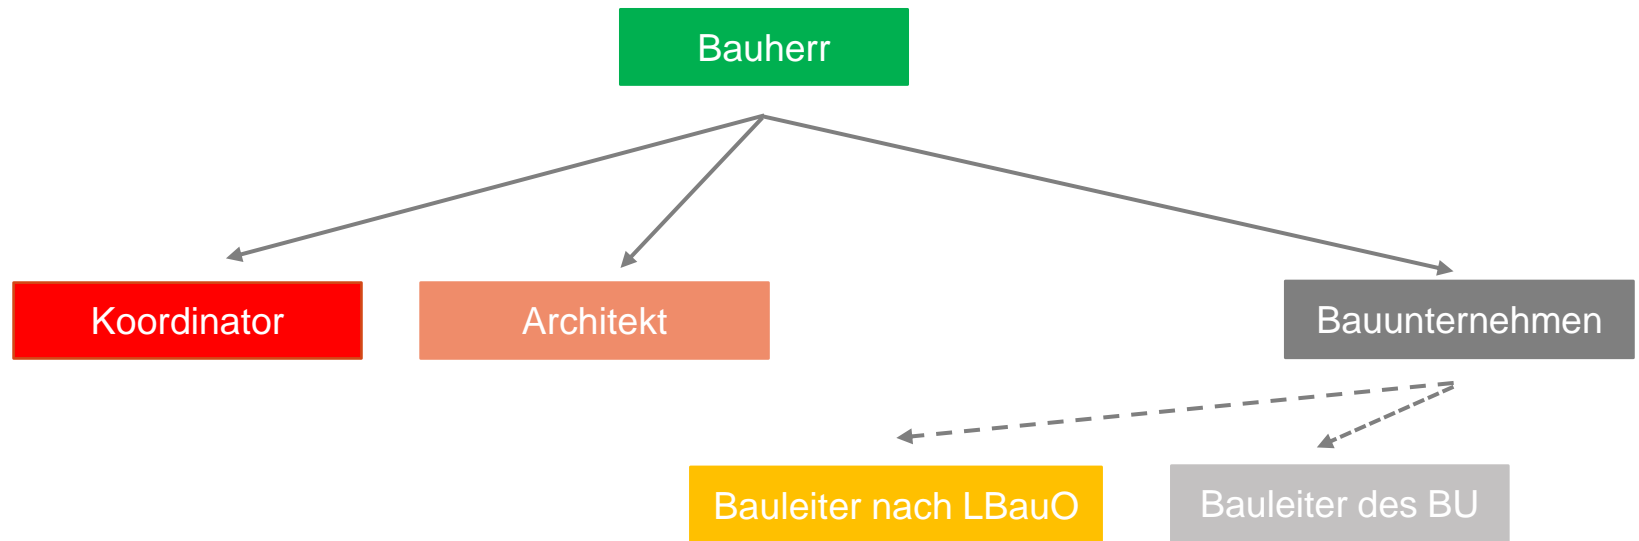 Bauherr
Koordinator
Architekt
Bauunternehmen
Bauleiter nach LBauO
Bauleiter des BU